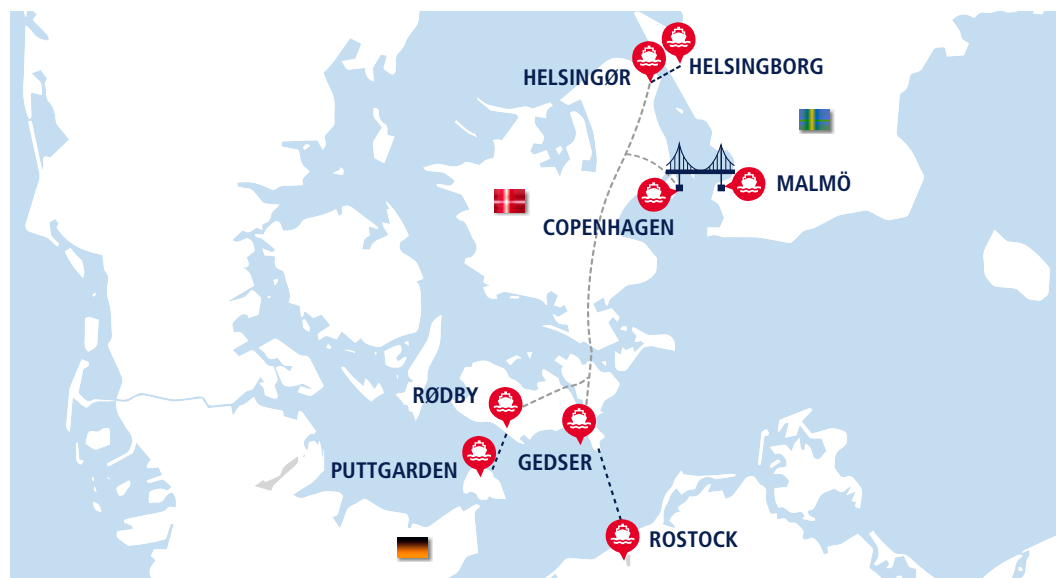 HELSINGBORG
HELSINGØR
MALMÖ
COPENHAGEN
RØDBY
GEDSER
PUTTGARDEN
ROSTOCK